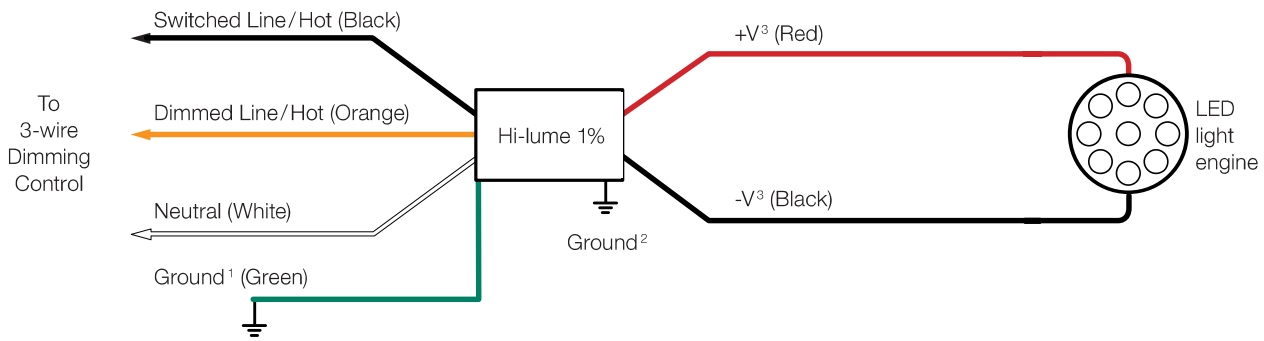 Switched Line/Hot (Black)
To
3-wire
Dimming
Control
Dimmed Line/Hot (Orange)
Neutral (White)
Ground¹ (Green)
Hi-lume 1%
Ground²
+V³ (Red)
-V³ (Black)
LED
light
engine